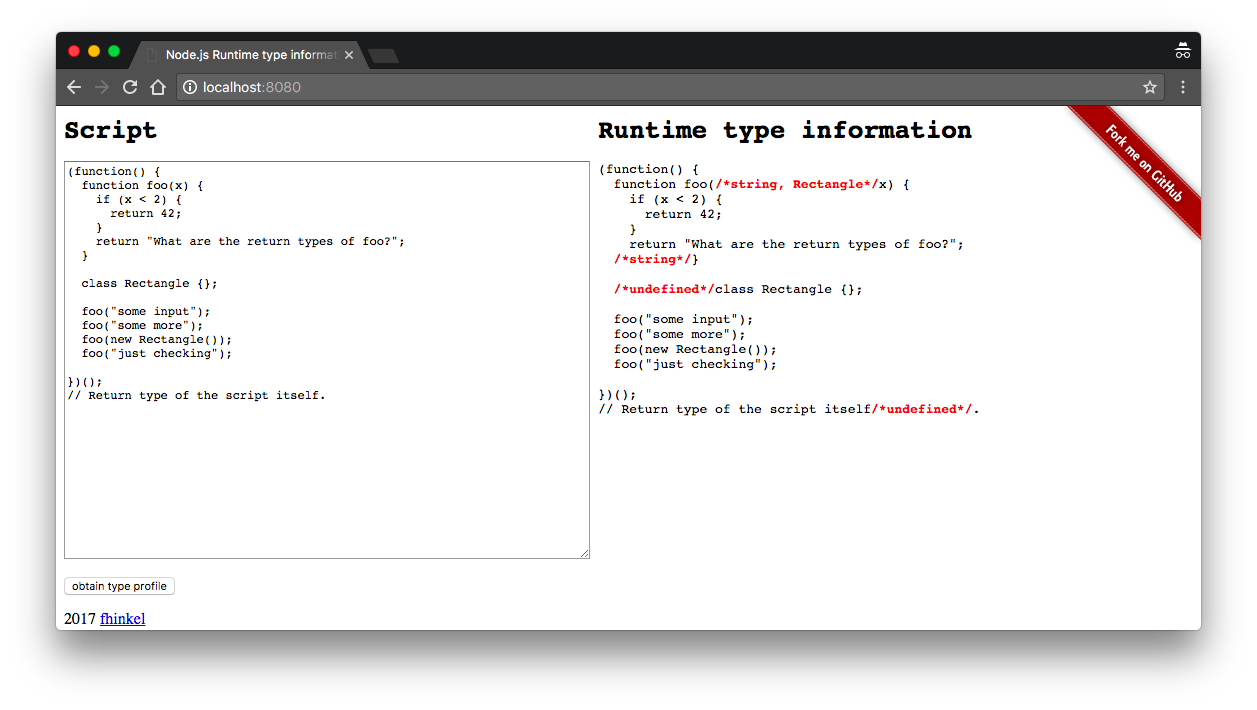 Node.js Runtime type informat
localhost:8080
Fork me on GitHub
Script
(function() {
  function foo(x) {
    if (x < 2) {
      return 42;
    }
    return "What are the return types of foo?";
  }
  class Rectangle {};
  foo("some input");
  foo("some more");
  foo(new Rectangle());
  foo("just checking");
})();
// Return type of the script itself.
obtain type profile
2017 fhinkel
Runtime type information
(function() {
  function foo(/*string, Rectangle*/x) {
    if (x < 2) {
      return 42;
    }
    return "What are the return types of foo?";
  /*string*/}
  /*undefined*/class Rectangle {};
  foo("some input");
  foo("some more");
  foo(new Rectangle());
  foo("just checking");
})();
// Return type of the script itself/*undefined*/.